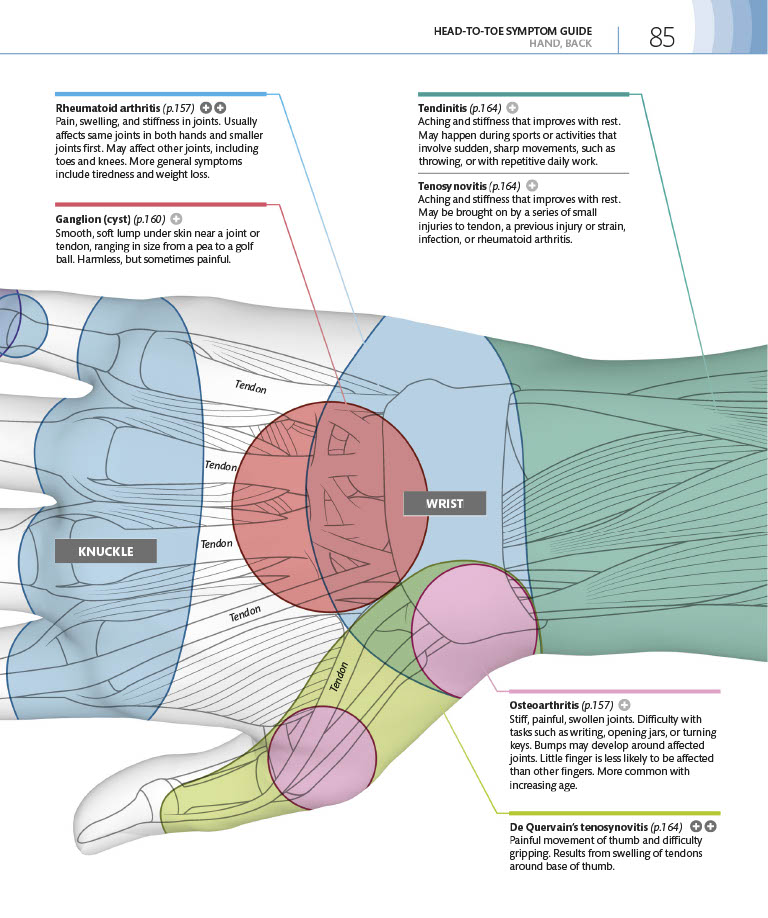 HEAD-TO-TOE SYMPTOM GUIDE
HAND, BACK
85
Rheumatoid arthritis (p.157)
Pain, swelling, and stiffness in joints. Usually
affects same joints in both hands and smaller
joints first. May affect other joints, including
toes and knees. More general symptoms
include tiredness and weight loss.
Ganglion (cyst) (p.160)
Smooth, soft lump under skin near a joint or
tendon, ranging in size from a pea to a golf
ball. Harmless, but sometimes painful.
Tendinitis (p.164)
Aching and stiffness that improves with rest.
May happen during sports or activities that
involve sudden, sharp movements, such as
throwing, or with repetitive daily work.
Tenosynovitis (p.164)
Aching and stiffness that improves with rest.
May be brought on by a series of small
injuries to tendon, a previous injury or strain,
infection, or rheumatoid arthritis.
Tendon
Tendon
WRIST
Tendon
KNUCKLE
Tendon
Tendon
Osteoarthritis (p.157)
Stiff, painful, swollen joints. Difficulty with
tasks such as writing, opening jars, or turning
keys. Bumps may develop around affected
joints. Little finger is less likely to be affected
than other fingers. More common with
increasing age.
De Quervain's tenosynovitis (p.164)
Painful movement of thumb and difficulty
gripping. Results from swelling of tendons
around base of thumb.